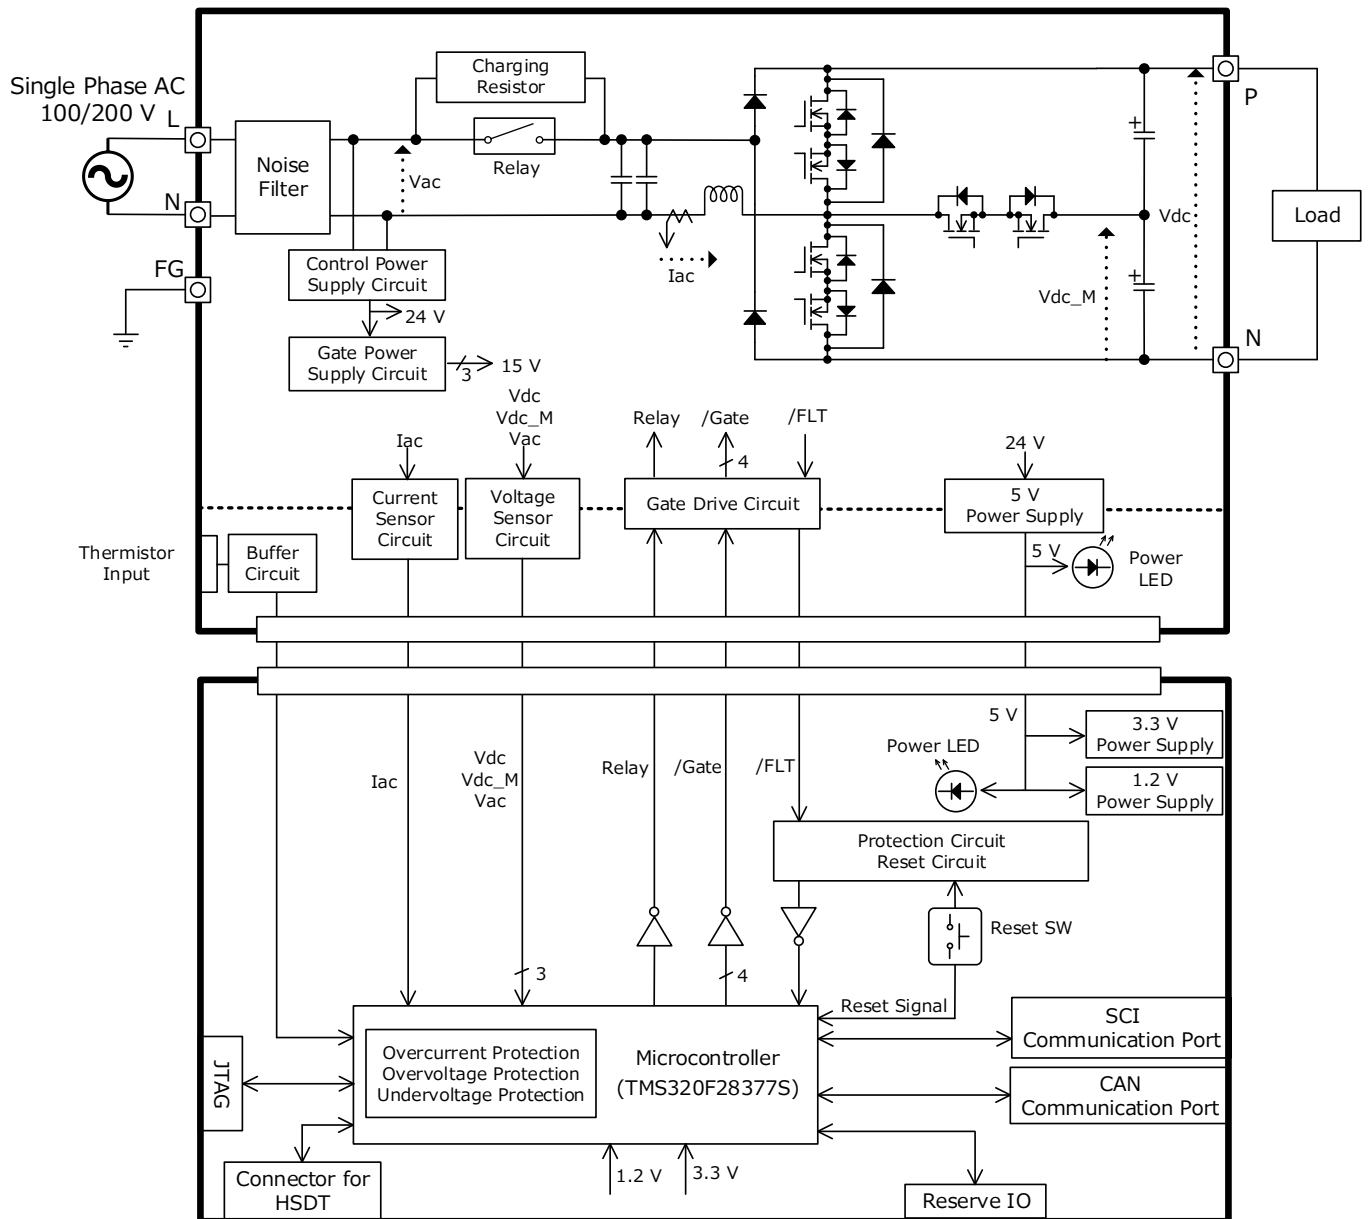 Single Phase AC
100/200 V
L
N
FG
Noise
Filter
Charging
Resistor
Relay
Vac
Iac
Control Power
Supply Circuit
24 V
Gate Power
Supply Circuit
3
15 V
Vdc_M
Vdc
P
N
Load
Iac
Vdc
Vdc_M
Vac
Relay
/Gate
4
/FLT
24 V
Current
Sensor
Circuit
Voltage
Sensor
Circuit
Gate Drive Circuit
5 V
Power Supply
Thermistor
Input
Buffer
Circuit
5 V
Power
LED
Iac
Vdc
Vdc_M
Vac
Relay
/Gate
/FLT
5 V
Power LED
3.3 V
Power Supply
1.2 V
Power Supply
Protection Circuit
Reset Circuit
Reset SW
3
4
Reset Signal
JTAG
Overcurrent Protection
Overvoltage Protection
Undervoltage Protection
Microcontroller
(TMS320F28377S)
SCI
Communication Port
CAN
Communication Port
Connector for
HSDT
1.2 V
3.3 V
Reserve IO